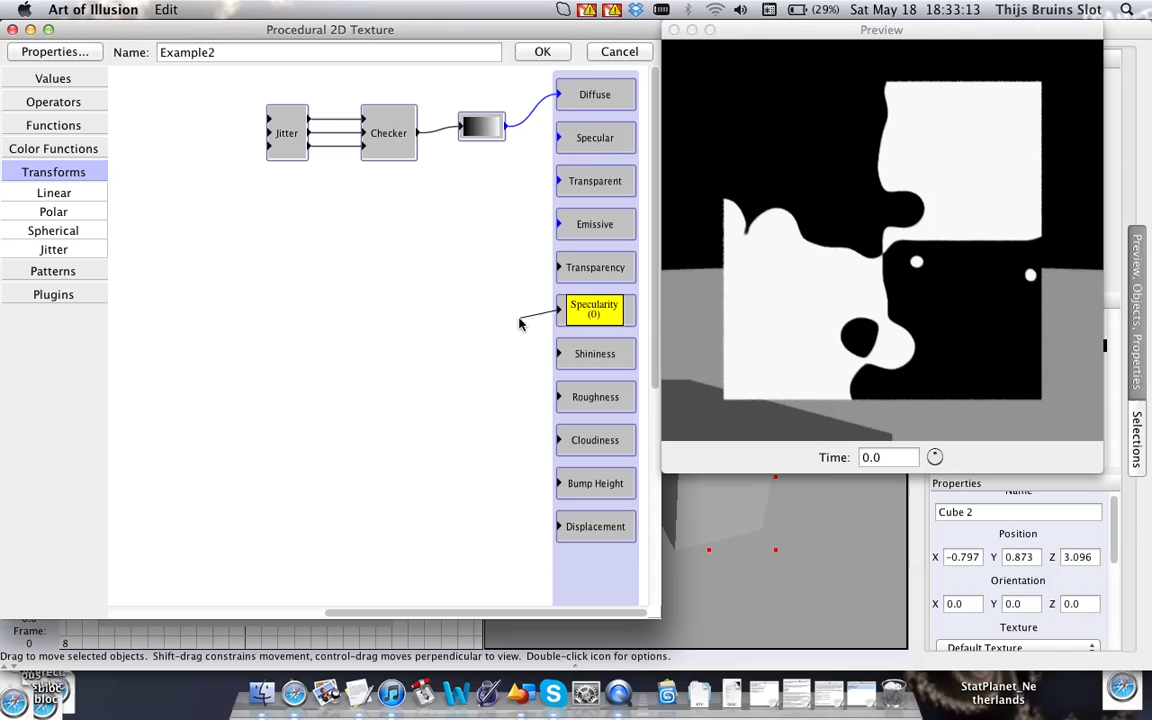 Art of Illusion Edit (29%) Sat May 18 18:33:13 Thijs Bruins Slot
Procedural 2D Texture
Preview
Properties... Name: Example2 OK Cancel
Values
Operators
Functions
Color Functions
Transforms
Linear
Polar
Spherical
Jitter
Patterns
Plugins
Jitter
Checker
Diffuse
Specular
Transparent
Emissive
Transparency
Specularity
(0)
Shininess
Roughness
Cloudiness
Bump Height
Displacement
Time: 0.0
Preview, Objects, Properties
Selections
Properties
Name
Cube 2
Position
X -0.797 Y 0.873 Z 3.096
Orientation
X 0.0 Y 0.0 Z 0.0
Texture
Default Texture
Frame:
0 8
Drag to move selected objects. Shift-drag constrains movement, control-drag moves perpendicular to view. Double-click icon for options.
StatPlanet_Ne
therlands